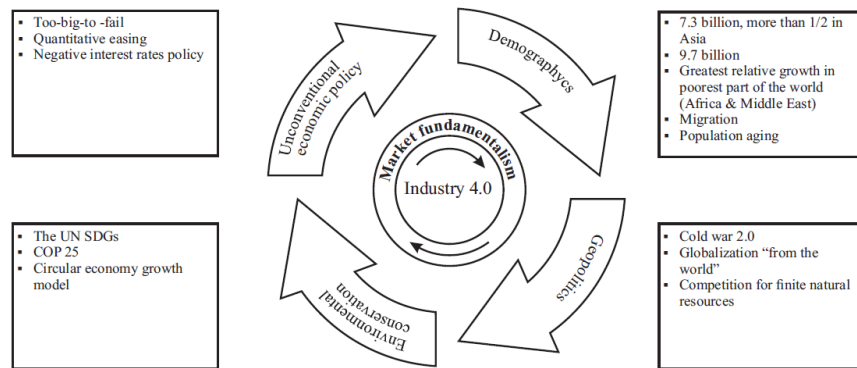 ▪ Too-big-to -fail
▪ Quantitative easing
▪ Negative interest rates policy
Unconventional
economic policy
Demographycs
▪ 7.3 billion, more than 1/2 in
Asia
▪ 9.7 billion
▪ Greatest relative growth in
poorest part of the world
(Africa & Middle East)
▪ Migration
▪ Population aging
Market fundamentalism
Industry 4.0
▪ The UN SDGs
▪ COP 25
▪ Circular economy growth
model
Environmental
conservation
Geopolitics
▪ Cold war 2.0
▪ Globalization “from the
world”
▪ Competition for finite natural
resources